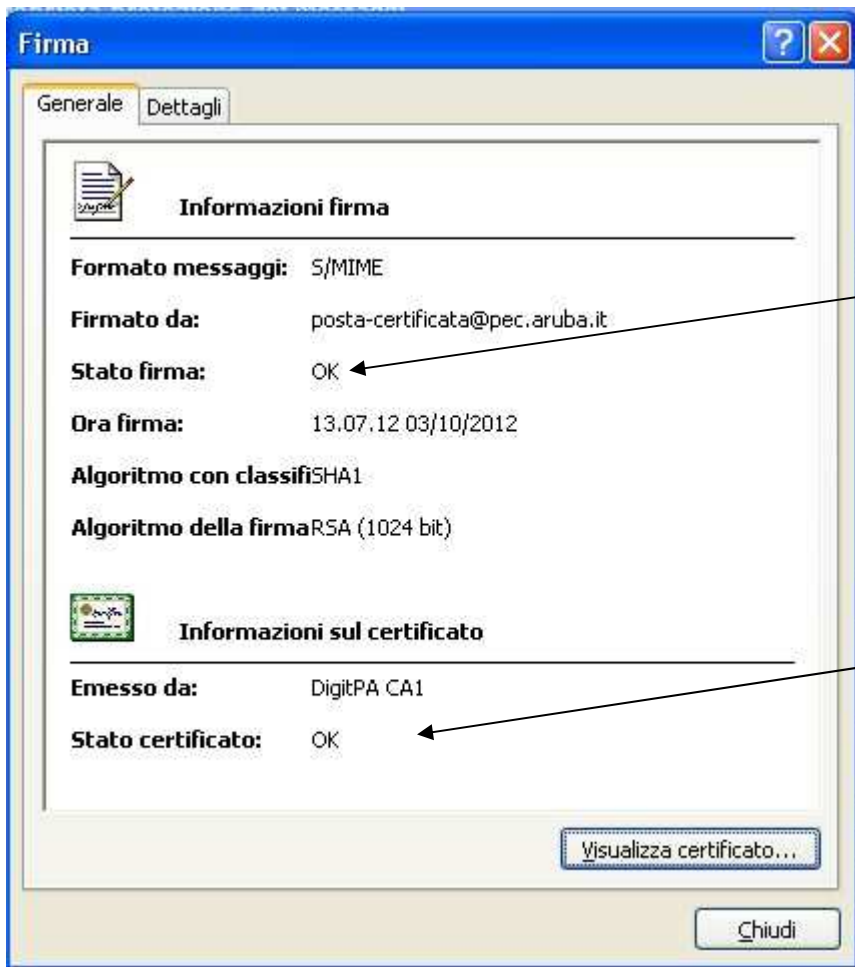 Firma
Generale Dettagli
Informazioni firma
Formato messaggi: S/MIME
Firmato da: posta-certificata@pec.aruba.it
Stato firma: OK
Ora firma: 13.07.12 03/10/2012
Algoritmo con classifiSHA1
Algoritmo della firmaRSA (1024 bit)
Informazioni sul certificato
Emesso da: DigitPA CA1
Stato certificato: OK
Visualizza certificato...
Chiudi